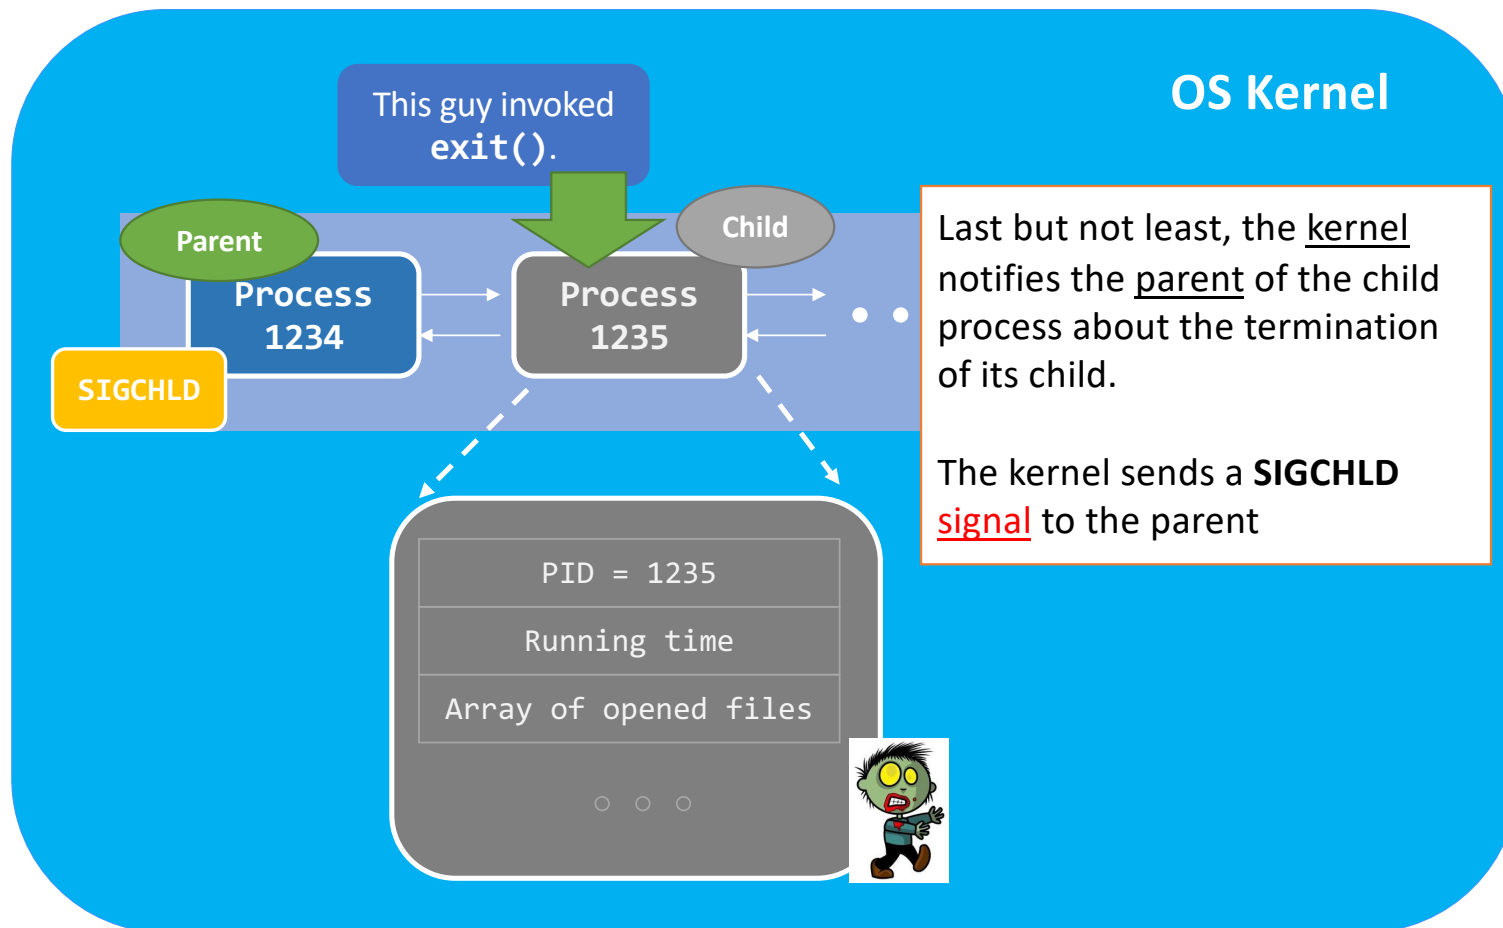 OS Kernel
This guy invoked
exit().
Parent
Child
Process
1234
Process
1235
SIGCHLD
Last but not least, the kernel
notifies the parent of the child
process about the termination
of its child.
The kernel sends a SIGCHLD
signal to the parent
PID = 1235
Running time
Array of opened files